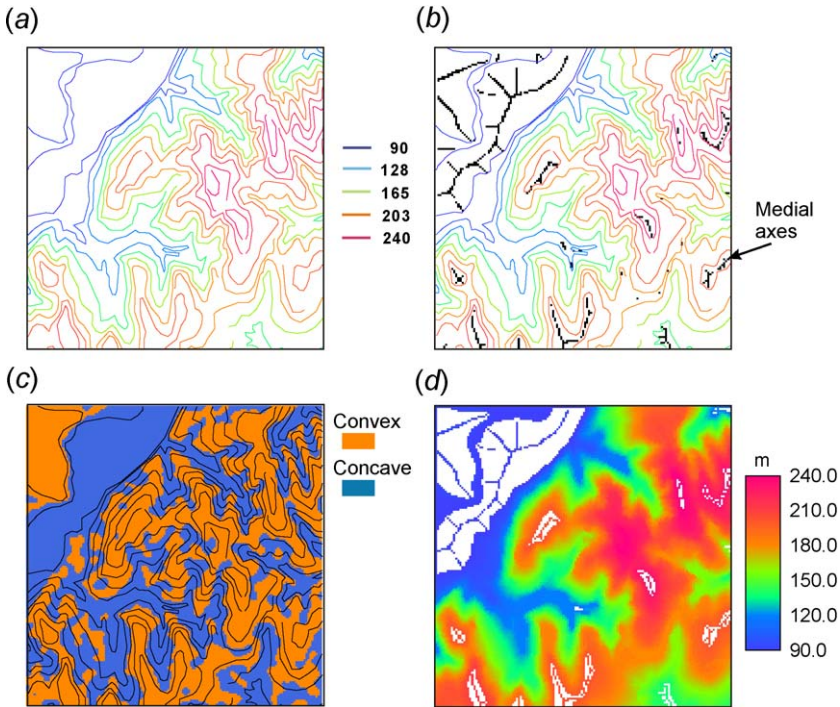 (a)
(b)
90
128
165
203
240
Medial
axes
(c)
(d)
Convex
Concave
m
240.0
210.0
180.0
150.0
120.0
90.0